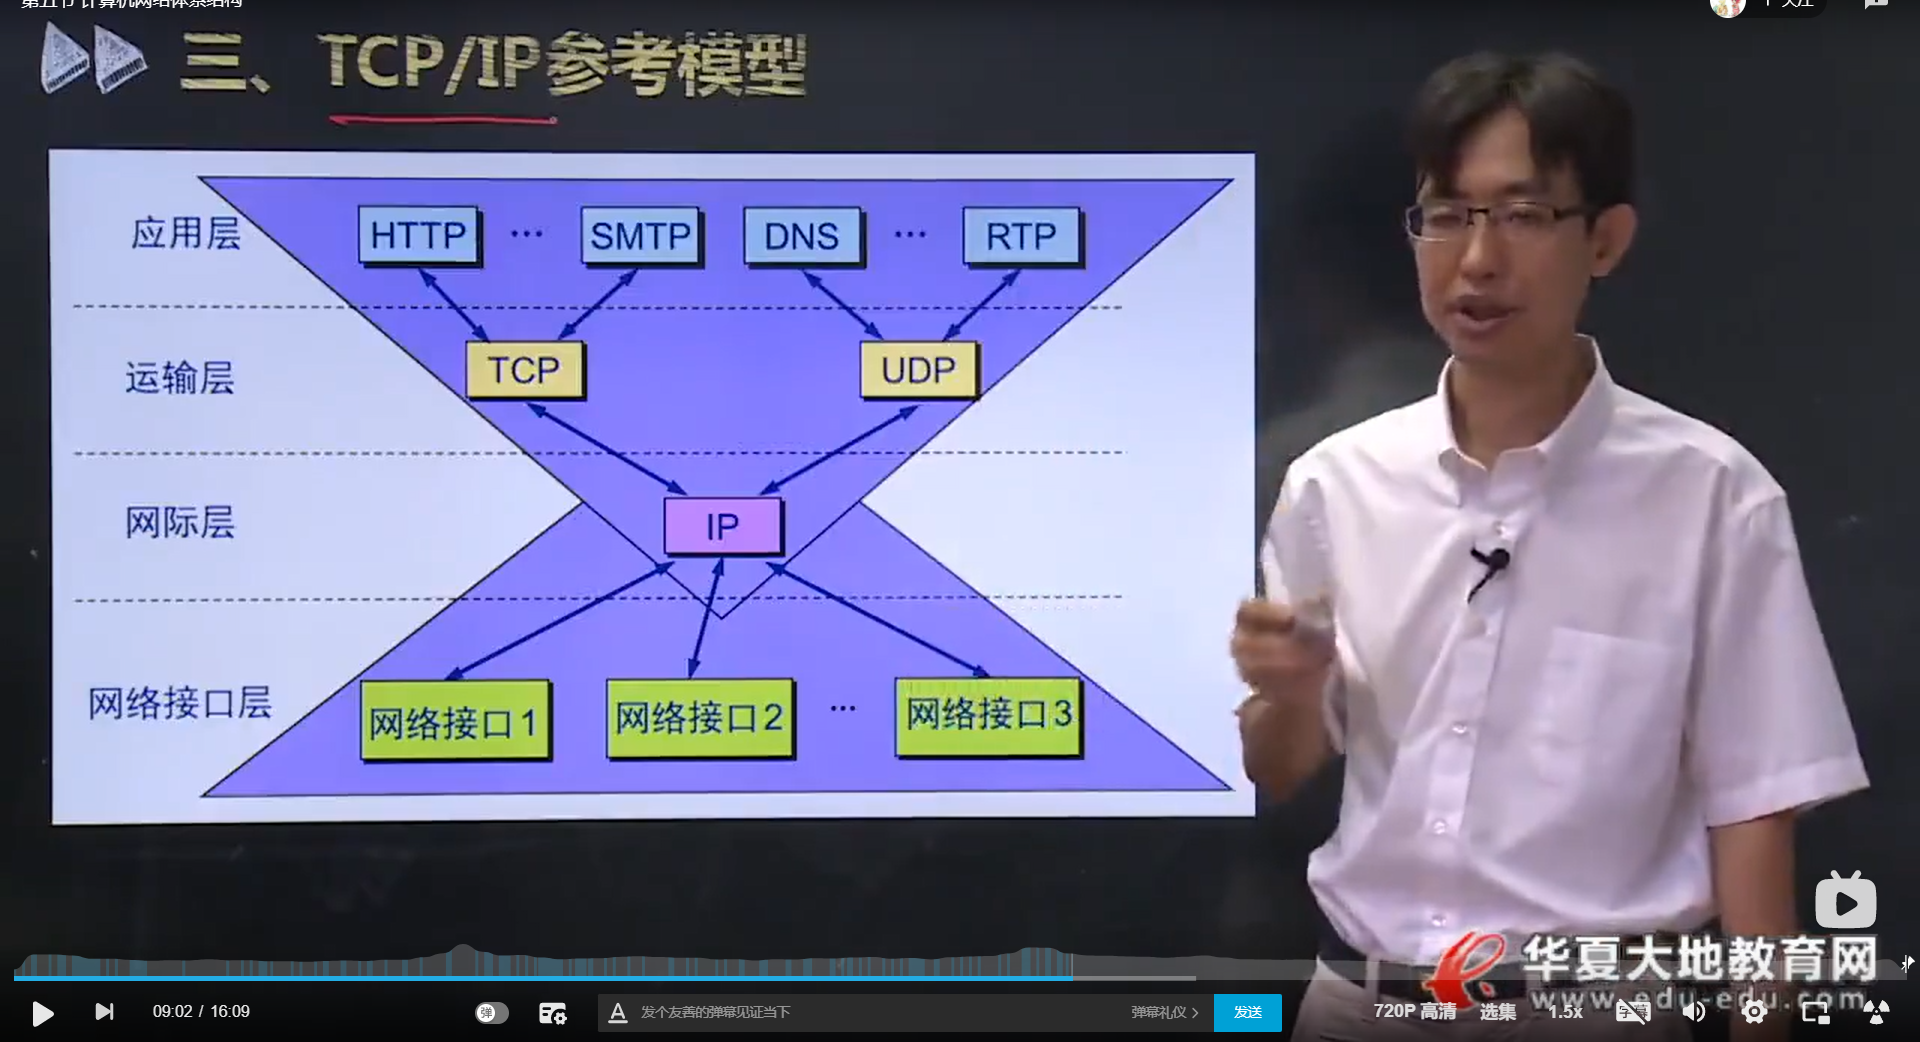 第五节 计算机网络体系结构
+ 关注
三、TCP/IP参考模型
应用层
HTTP ... SMTP DNS ... RTP
运输层
TCP UDP
网际层
IP
网络接口层
网络接口1 网络接口2 ... 网络接口3
华夏大地教育网
www.edu-edu.com
09:02 / 16:09
弹
A 发个友善的弹幕见证当下
弹幕礼仪 >
发送
720P 高清
选集
1.5x
字幕